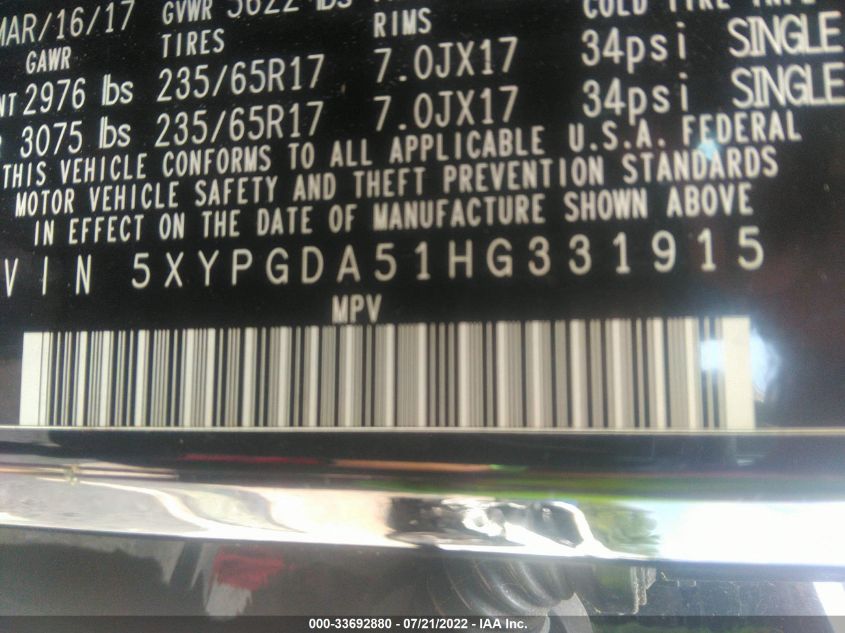 MAR/16/17 GVWR 5622 lbs
GAWR TIRES RIMS
2976 lbs 235/65R17 7.0JX17 34psi SINGLE
3075 lbs 235/65R17 7.0JX17 34psi SINGLE
THIS VEHICLE CONFORMS TO ALL APPLICABLE U.S.A. FEDERAL
MOTOR VEHICLE SAFETY AND THEFT PREVENTION STANDARDS
IN EFFECT ON THE DATE OF MANUFACTURE SHOWN ABOVE
VIN 5XYPGDA51HG331915
MPV
000-33692880 - 07/21/2022 - IAA Inc.